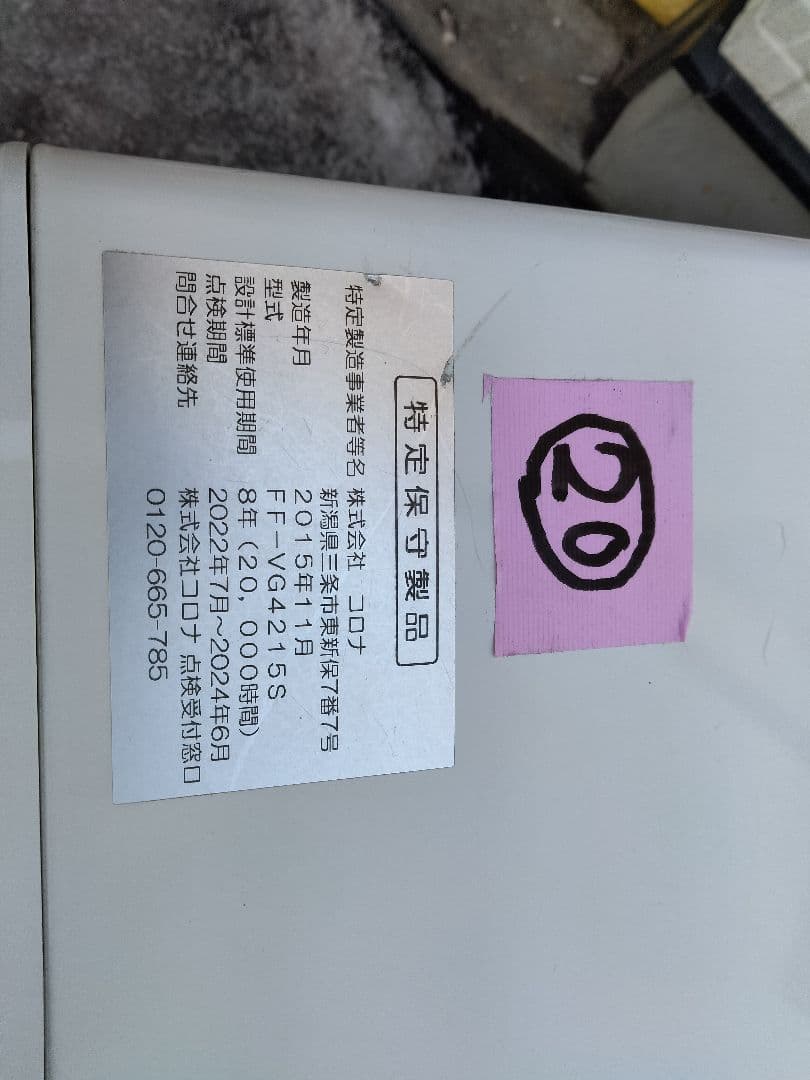 ⑳
特定保守製品
特定製造事業者等名 株式会社 コロナ
新潟県三条市東新保7番7号
製造年月 2015年11月
型式 FF-VG4215S
設計標準使用期間 8年(20,000時間)
点検期間 2022年7月~2024年6月
問合せ連絡先 株式会社コロナ 点検受付窓口
0120-665-785